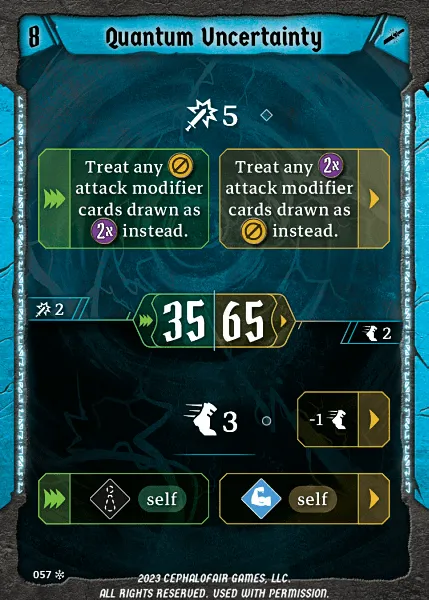 8
Quantum Uncertainty
5
Treat any
attack modifier
cards drawn as
2x instead.
Treat any 2x
attack modifier
cards drawn as
instead.
2
35 65
2
3
-1
self
self
057
2023 CEPHALOFAIR GAMES, LLC.
ALL RIGHTS RESERVED. USED WITH PERMISSION.